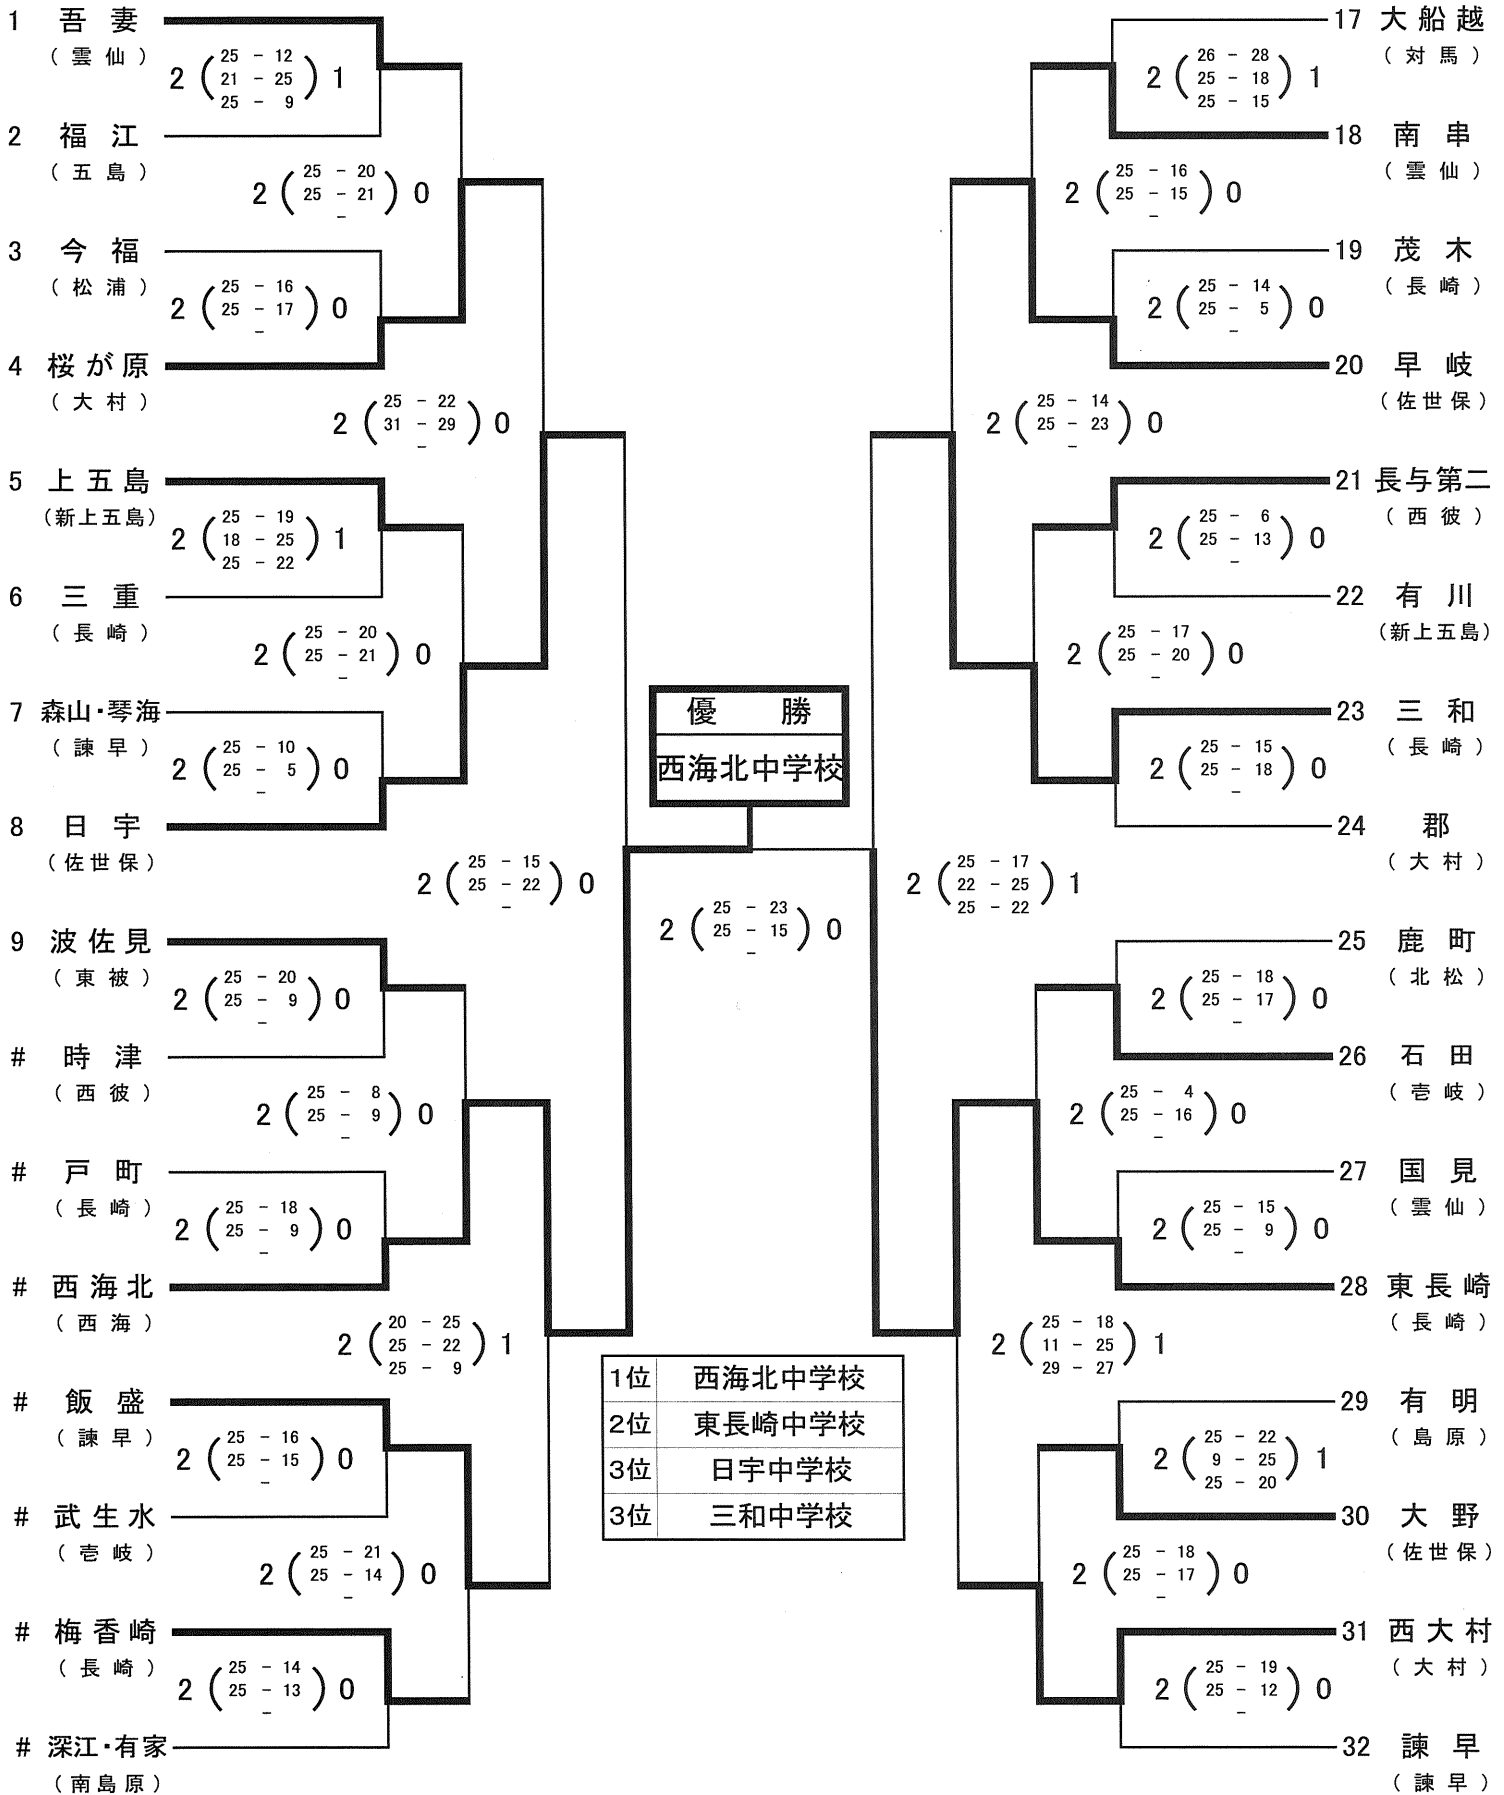 1 吾妻
(雲仙)
2 ( 25 - 12
21 - 25
25 - 9 ) 1
2 福江
(五島)
2 ( 25 - 20
25 - 21
- ) 0
3 今福
(松浦)
2 ( 25 - 16
25 - 17
- ) 0
4 桜が原
(大村)
2 ( 25 - 22
31 - 29
- ) 0
5 上五島
(新上五島)
2 ( 25 - 19
18 - 25
25 - 22 ) 1
6 三重
(長崎)
2 ( 25 - 20
25 - 21
- ) 0
7 森山・琴海
(諫早)
2 ( 25 - 10
25 - 5
- ) 0
8 日宇
(佐世保)
2 ( 25 - 15
25 - 22
- ) 0
9 波佐見
(東被)
2 ( 25 - 20
25 - 9
- ) 0
# 時津
(西彼)
2 ( 25 - 8
25 - 9
- ) 0
# 戸町
(長崎)
2 ( 25 - 18
25 - 9
- ) 0
# 西海北
(西海)
2 ( 20 - 25
25 - 22
25 - 9 ) 1
# 飯盛
(諫早)
2 ( 25 - 16
25 - 15
- ) 0
# 武生水
(壱岐)
2 ( 25 - 21
25 - 14
- ) 0
# 梅香崎
(長崎)
2 ( 25 - 14
25 - 13
- ) 0
# 深江・有家
(南島原)
優勝
西海北中学校
2 ( 25 - 23
25 - 15
- ) 0
1位 西海北中学校
2位 東長崎中学校
3位 日宇中学校
3位 三和中学校
17 大船越
(対馬)
2 ( 26 - 28
25 - 18
25 - 15 ) 1
18 南串
(雲仙)
2 ( 25 - 16
25 - 15
- ) 0
19 茂木
(長崎)
2 ( 25 - 14
25 - 5
- ) 0
20 早岐
(佐世保)
2 ( 25 - 14
25 - 23
- ) 0
21 長与第二
(西彼)
2 ( 25 - 6
25 - 13
- ) 0
22 有川
(新上五島)
2 ( 25 - 17
25 - 20
- ) 0
23 三和
(長崎)
2 ( 25 - 15
25 - 18
- ) 0
24 郡
(大村)
2 ( 25 - 17
22 - 25
25 - 22 ) 1
25 鹿町
(北松)
2 ( 25 - 18
25 - 17
- ) 0
26 石田
(壱岐)
2 ( 25 - 4
25 - 16
- ) 0
27 国見
(雲仙)
2 ( 25 - 15
25 - 9
- ) 0
28 東長崎
(長崎)
2 ( 25 - 18
11 - 25
29 - 27 ) 1
29 有明
(島原)
2 ( 25 - 22
9 - 25
25 - 20 ) 1
30 大野
(佐世保)
2 ( 25 - 18
25 - 17
- ) 0
31 西大村
(大村)
2 ( 25 - 19
25 - 12
- ) 0
32 諫早
(諫早)